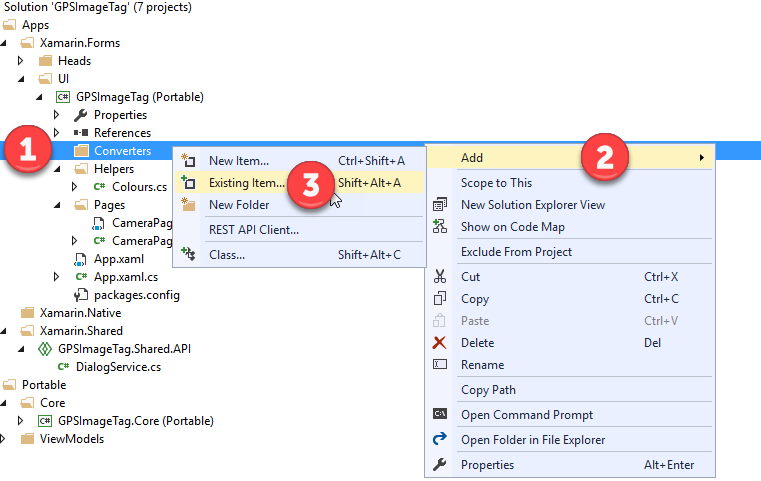 Solution 'GPSImageTag' (7 projects)
Apps
Xamarin.Forms
Heads
UI
C# GPSImageTag (Portable)
Properties
References
1 Converters
Helpers
C# Colours.cs
Pages
CameraPag
C# CameraPag
App.xaml
C# App.xaml.cs
packages.config
Xamarin.Native
Xamarin.Shared
GPSImageTag.Shared.API
C# DialogService.cs
Portable
Core
C# GPSImageTag.Core (Portable)
ViewModels
New Item... Ctrl+Shift+A
Existing Item... 3 Shift+Alt+A
New Folder
REST API Client...
Class... Shift+Alt+C
Add 2
Scope to This
New Solution Explorer View
Show on Code Map
Exclude From Project
Cut Ctrl+X
Copy Ctrl+C
Paste Ctrl+V
Delete Del
Rename
Copy Path
C:\ Open Command Prompt
Open Folder in File Explorer
Properties Alt+Enter